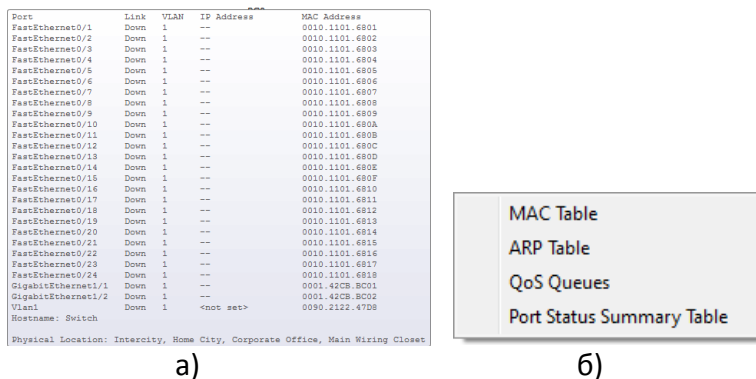 Port Link VLAN IP Address MAC Address
FastEthernet0/1 Down 1 -- 0010.1101.6801
FastEthernet0/2 Down 1 -- 0010.1101.6802
FastEthernet0/3 Down 1 -- 0010.1101.6803
FastEthernet0/4 Down 1 -- 0010.1101.6804
FastEthernet0/5 Down 1 -- 0010.1101.6805
FastEthernet0/6 Down 1 -- 0010.1101.6806
FastEthernet0/7 Down 1 -- 0010.1101.6807
FastEthernet0/8 Down 1 -- 0010.1101.6808
FastEthernet0/9 Down 1 -- 0010.1101.6809
FastEthernet0/10 Down 1 -- 0010.1101.680A
FastEthernet0/11 Down 1 -- 0010.1101.680B
FastEthernet0/12 Down 1 -- 0010.1101.680C
FastEthernet0/13 Down 1 -- 0010.1101.680D
FastEthernet0/14 Down 1 -- 0010.1101.680E
FastEthernet0/15 Down 1 -- 0010.1101.680F
FastEthernet0/16 Down 1 -- 0010.1101.6810
FastEthernet0/17 Down 1 -- 0010.1101.6811
FastEthernet0/18 Down 1 -- 0010.1101.6812
FastEthernet0/19 Down 1 -- 0010.1101.6813
FastEthernet0/20 Down 1 -- 0010.1101.6814
FastEthernet0/21 Down 1 -- 0010.1101.6815
FastEthernet0/22 Down 1 -- 0010.1101.6816
FastEthernet0/23 Down 1 -- 0010.1101.6817
FastEthernet0/24 Down 1 -- 0010.1101.6818
GigabitEthernet1/1 Down 1 -- 0001.42CB.BC01
GigabitEthernet1/2 Down 1 -- 0001.42CB.BC02
Vlan1 Down 1 <not set> 0090.2122.47D8
Hostname: Switch
Physical Location: Intercity, Home City, Corporate Office, Main Wiring Closet
а)
MAC Table
ARP Table
QoS Queues
Port Status Summary Table
б)